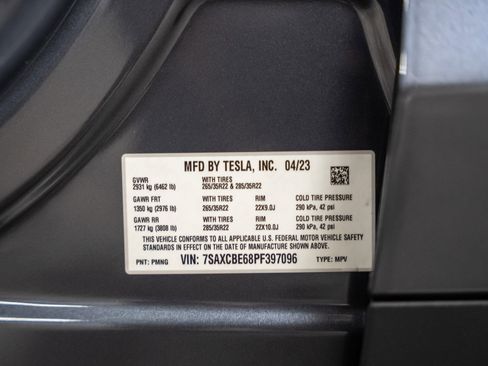 MFD BY TESLA, INC. 04/23
GVWR WITH TIRES
2931 kg (6462 lb) 265/35R22 & 285/35R22
GAWR FRT WITH TIRES RIM COLD TIRE PRESSURE
1350 kg (2976 lb) 265/35R22 22X9.0J 290 kPa, 42 psi
GAWR RR WITH TIRES RIM COLD TIRE PRESSURE
1727 kg (3808 lb) 285/35R22 22X10.0J 290 kPa, 42 psi
THIS VEHICLE CONFORMS TO ALL APPLICABLE U.S. FEDERAL MOTOR VEHICLE SAFETY
STANDARDS IN EFFECT ON THE DATE OF MANUFACTURE SHOWN ABOVE.
PNT: PMNG VIN: 7SAXCBE68PF397096 TYPE: MPV